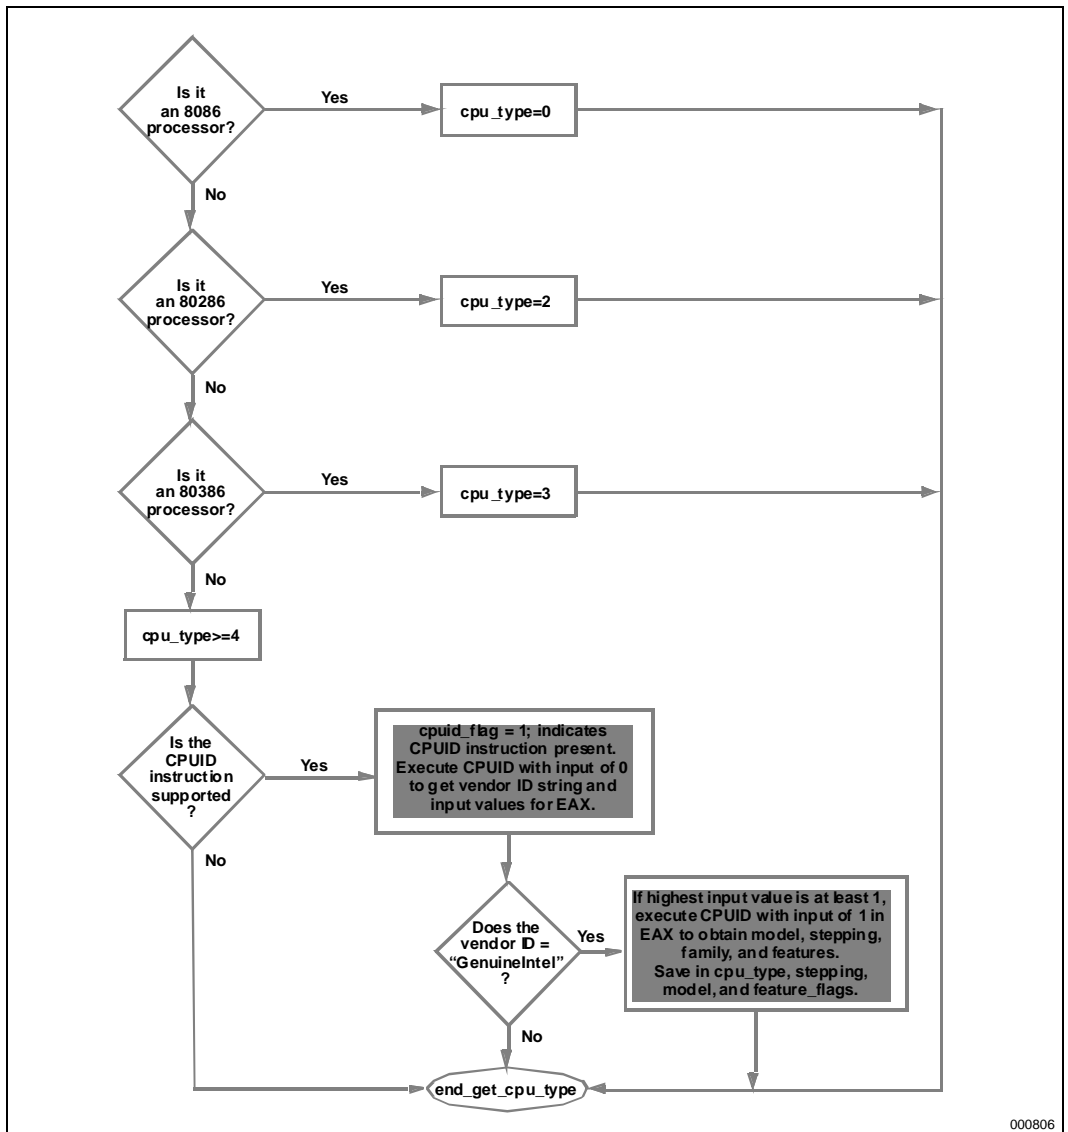 Is it
an 8086
processor?
Yes
cpu_type=0
No
Is it
an 80286
processor?
Yes
cpu_type=2
No
Is it
an 80386
processor?
Yes
cpu_type=3
No
cpu_type>=4
Is the
CPUID
instruction
supported
?
Yes
cpuid_flag = 1; indicates
CPUID instruction present.
Execute CPUID with input of 0
to get vendor ID string and
input values for EAX.
No
Does the
vendor ID =
“GenuineIntel”
?
Yes
If highest input value is at least 1,
execute CPUID with input of 1 in
EAX to obtain model, stepping,
family, and features.
Save in cpu_type, stepping,
model, and feature_flags.
No
end_get_cpu_type
000806